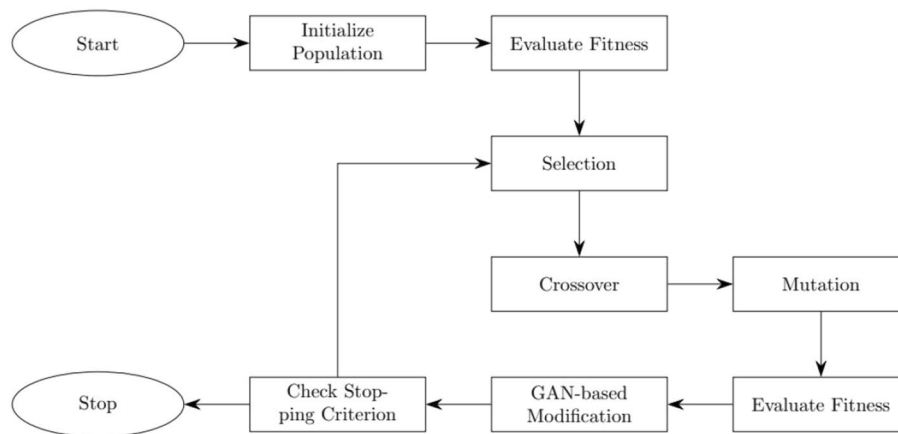 Start
Initialize
Population
Evaluate Fitness
Selection
Crossover
Mutation
Stop
Check Stop-
ping Criterion
GAN-based
Modification
Evaluate Fitness